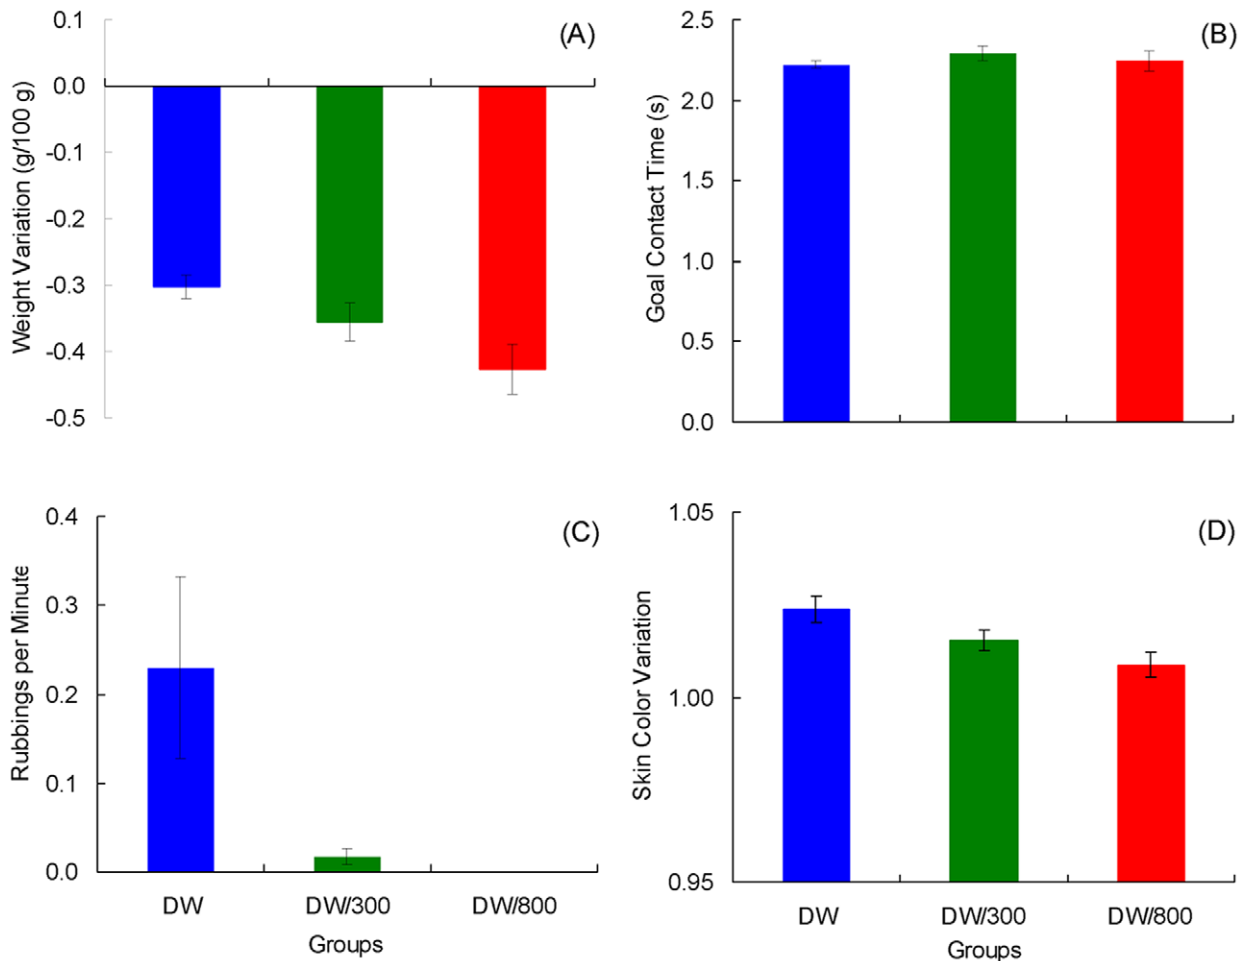 (A)
Weight Variation (g/100 g)
0.1
0.0
-0.1
-0.2
-0.3
-0.4
-0.5
(B)
Goal Contact Time (s)
2.5
2.0
1.5
1.0
0.5
0.0
(C)
Rubbings per Minute
0.4
0.3
0.2
0.1
0.0
DW DW/300 DW/800
Groups
(D)
Skin Color Variation
1.05
1.00
0.95
DW DW/300 DW/800
Groups